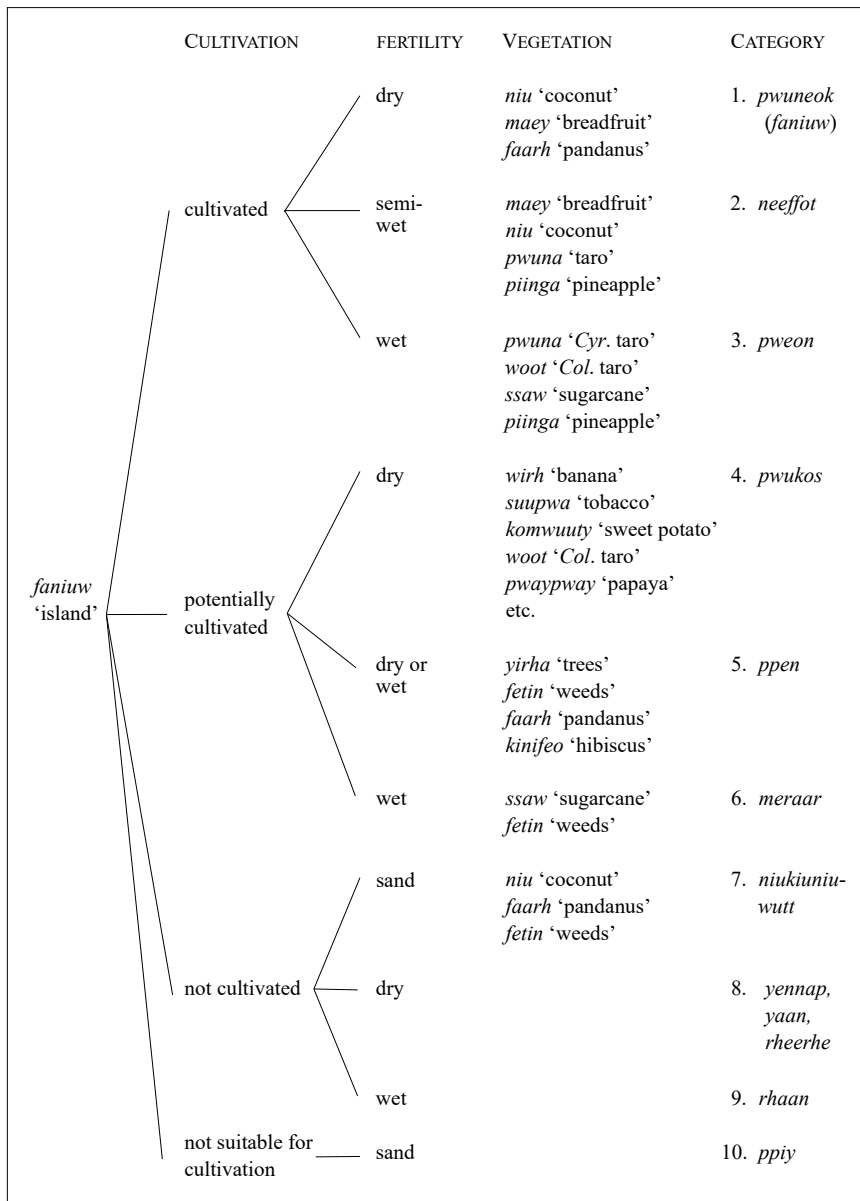 CULTIVATION FERTILITY VEGETATION CATEGORY
dry niu ‘coconut’ 1. pwuneok
maey ‘breadfruit’ (faniuw)
faarh ‘pandanus’
cultivated semi- maey ‘breadfruit’ 2. neeffot
wet niu ‘coconut’
pwuna ‘taro’
piinga ‘pineapple’
wet pwuna ‘Cyr. taro’ 3. pweon
woot ‘Col. taro’
ssaw ‘sugarcane’
piinga ‘pineapple’
dry wirh ‘banana’ 4. pwukos
suupwa ‘tobacco’
komwuuty ‘sweet potato’
woot ‘Col. taro’
faniuw pwaypway ‘papaya’
‘island’ potentially etc.
cultivated
dry or yirha ‘trees’ 5. ppen
wet fetin ‘weeds’
faarh ‘pandanus’
kinifeo ‘hibiscus’
wet ssaw ‘sugarcane’ 6. meraar
fetin ‘weeds’
sand niu ‘coconut’ 7. niukiuniu-
faarh ‘pandanus’ wutt
fetin ‘weeds’
not cultivated dry 8. yennap,
yaan,
rheerhe
wet 9. rhaan
not suitable for sand 10. ppiy
cultivation